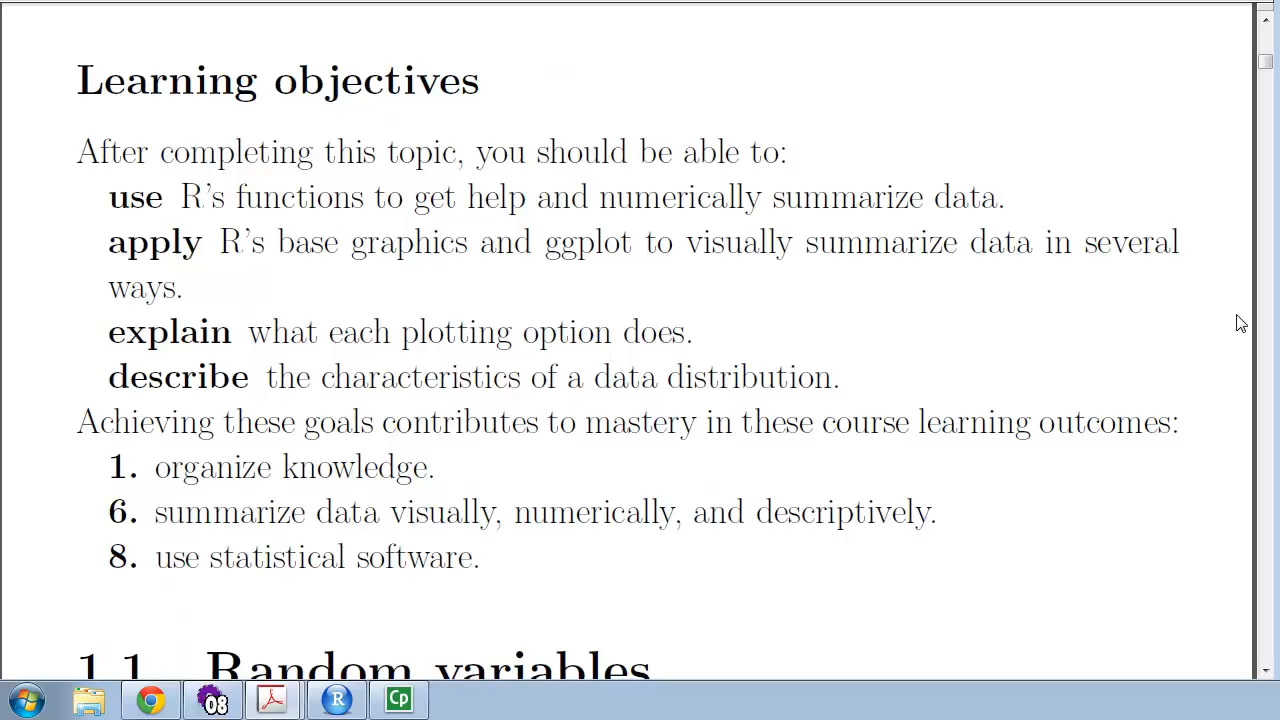 Learning objectives
After completing this topic, you should be able to:
use R's functions to get help and numerically summarize data.
apply R's base graphics and ggplot to visually summarize data in several
ways.
explain what each plotting option does.
describe the characteristics of a data distribution.
Achieving these goals contributes to mastery in these course learning outcomes:
1. organize knowledge.
6. summarize data visually, numerically, and descriptively.
8. use statistical software.
1.1 Random variables
08
R
Cp